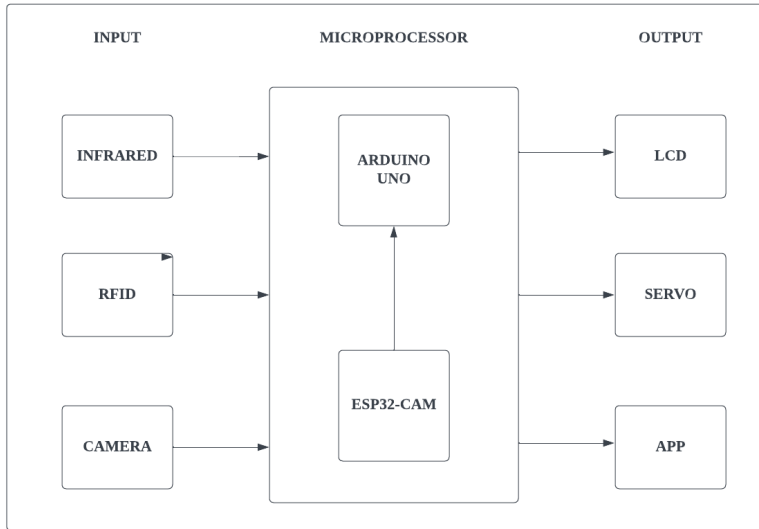 INPUT
MICROPROCESSOR
OUTPUT
INFRARED
ARDUINO
UNO
LCD
RFID
SERVO
ESP32-CAM
CAMERA
APP